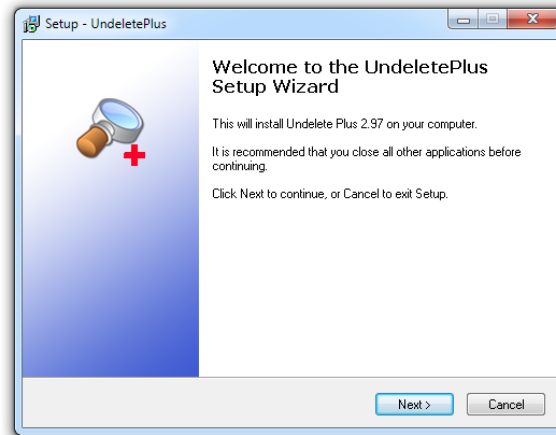 Setup - UndeletePlus
Welcome to the UndeletePlus
Setup Wizard
This will install Undelete Plus 2.97 on your computer.
It is recommended that you close all other applications before
continuing.
Click Next to continue, or Cancel to exit Setup.
Next >
Cancel